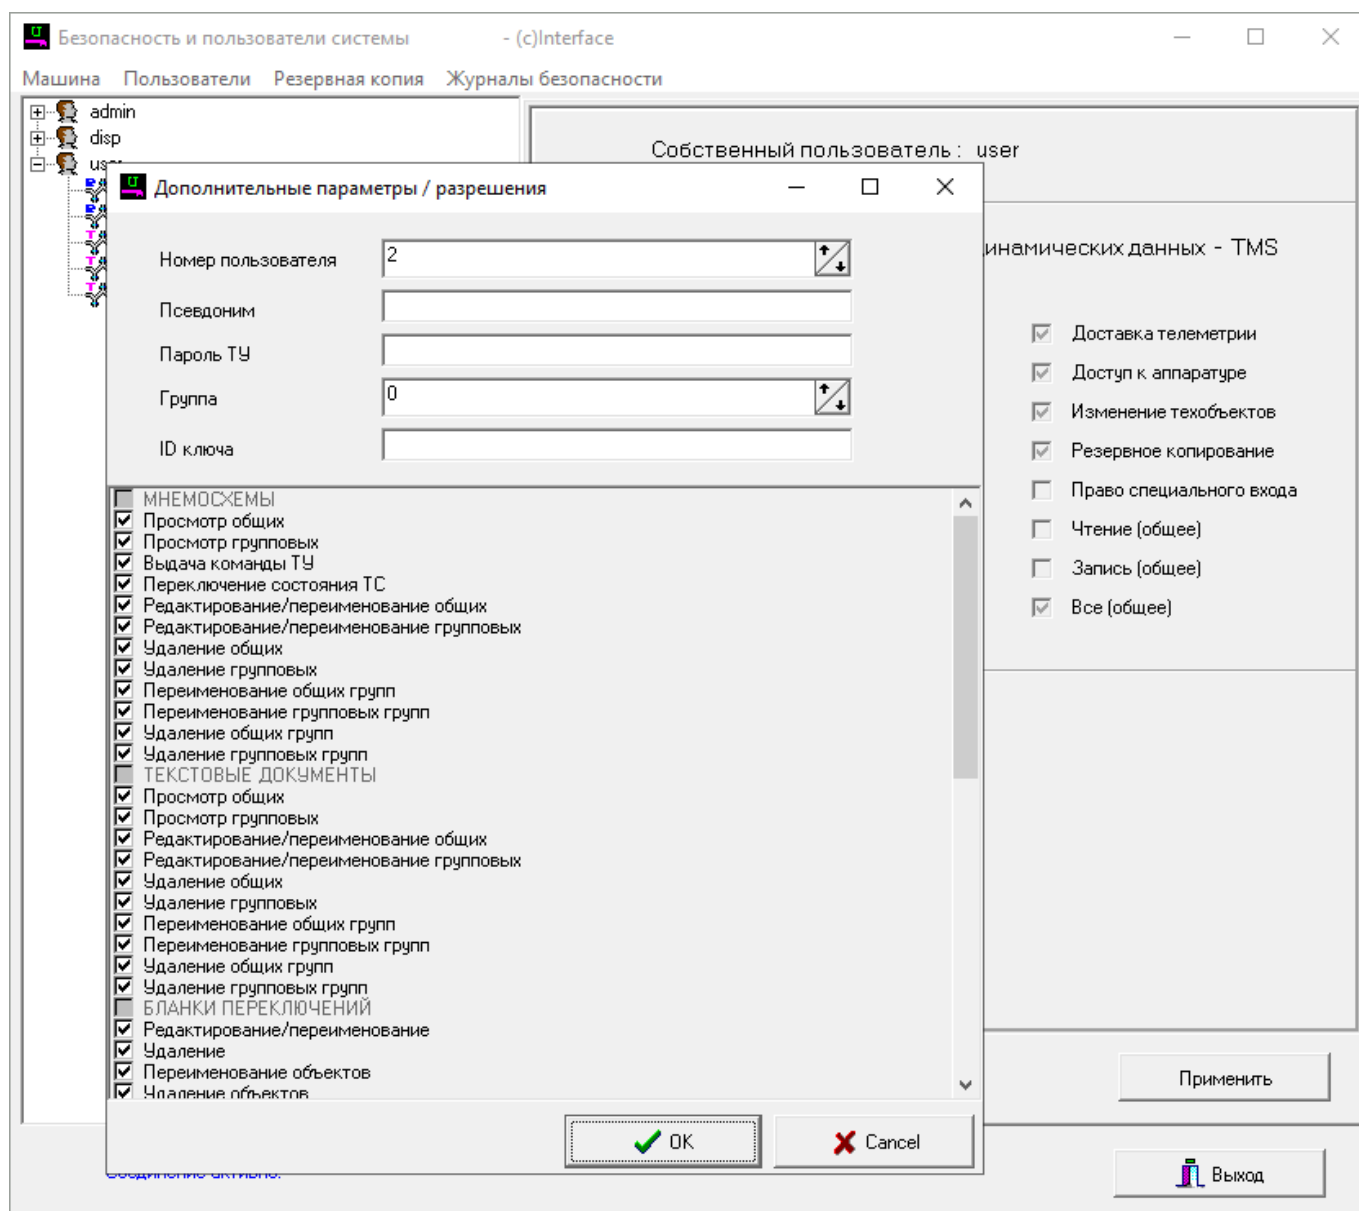 Безопасность и пользователи системы - (c)Interface
Машина Пользователи Резервная копия Журналы безопасности
admin
disp
Собственный пользователь : user
Дополнительные параметры / разрешения
Номер пользователя 2
Псевдоним
Пароль ТУ
Группа 0
ID ключа
данных - TMS
Доставка телеметрии
Доступ к аппаратуре
Изменение техобъектов
Резервное копирование
Право специального входа
Чтение (общее)
Запись (общее)
Все (общее)
МНЕМОСХЕМЫ
Просмотр общих
Просмотр групповых
Выдача команды ТУ
Переключение состояния ТС
Редактирование/переименование общих
Редактирование/переименование групповых
Удаление общих
Удаление групповых
Переименование общих групп
Переименование групповых групп
Удаление общих групп
Удаление групповых групп
ТЕКСТОВЫЕ ДОКУМЕНТЫ
Просмотр общих
Просмотр групповых
Редактирование/переименование общих
Редактирование/переименование групповых
Удаление общих
Удаление групповых
Переименование общих групп
Переименование групповых групп
Удаление общих групп
Удаление групповых групп
БЛАНКИ ПЕРЕКЛЮЧЕНИЙ
Редактирование/переименование
Удаление
Переименование объектов
Удаление объектов
Применить
OK Cancel
Выход